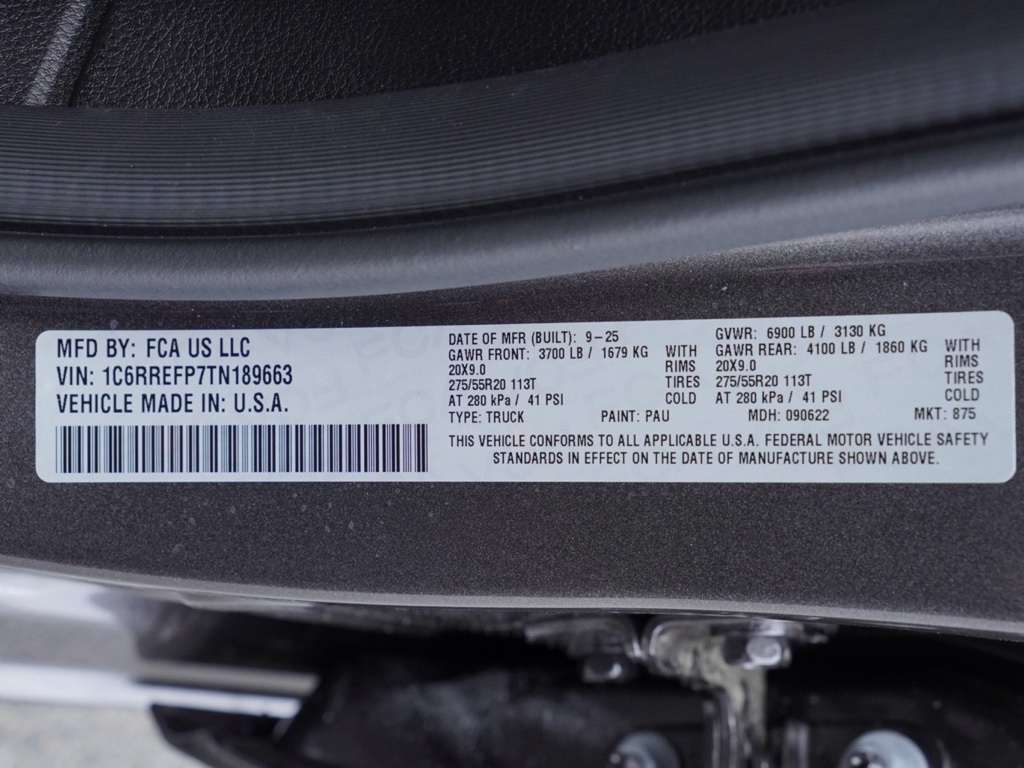 MFD BY: FCA US LLC
VIN: 1C6RREFP7TN189663
VEHICLE MADE IN: U.S.A.
DATE OF MFR (BUILT): 9-25
GAWR FRONT: 3700 LB / 1679 KG WITH
20X9.0 RIMS
275/55R20 113T TIRES
AT 280 kPa / 41 PSI COLD
GVWR: 6900 LB / 3130 KG
GAWR REAR: 4100 LB / 1860 KG WITH
20X9.0 RIMS
275/55R20 113T TIRES
AT 280 kPa / 41 PSI COLD
TYPE: TRUCK PAINT: PAU MDH: 090622 MKT: 875
THIS VEHICLE CONFORMS TO ALL APPLICABLE U.S.A. FEDERAL MOTOR VEHICLE SAFETY
STANDARDS IN EFFECT ON THE DATE OF MANUFACTURE SHOWN ABOVE.